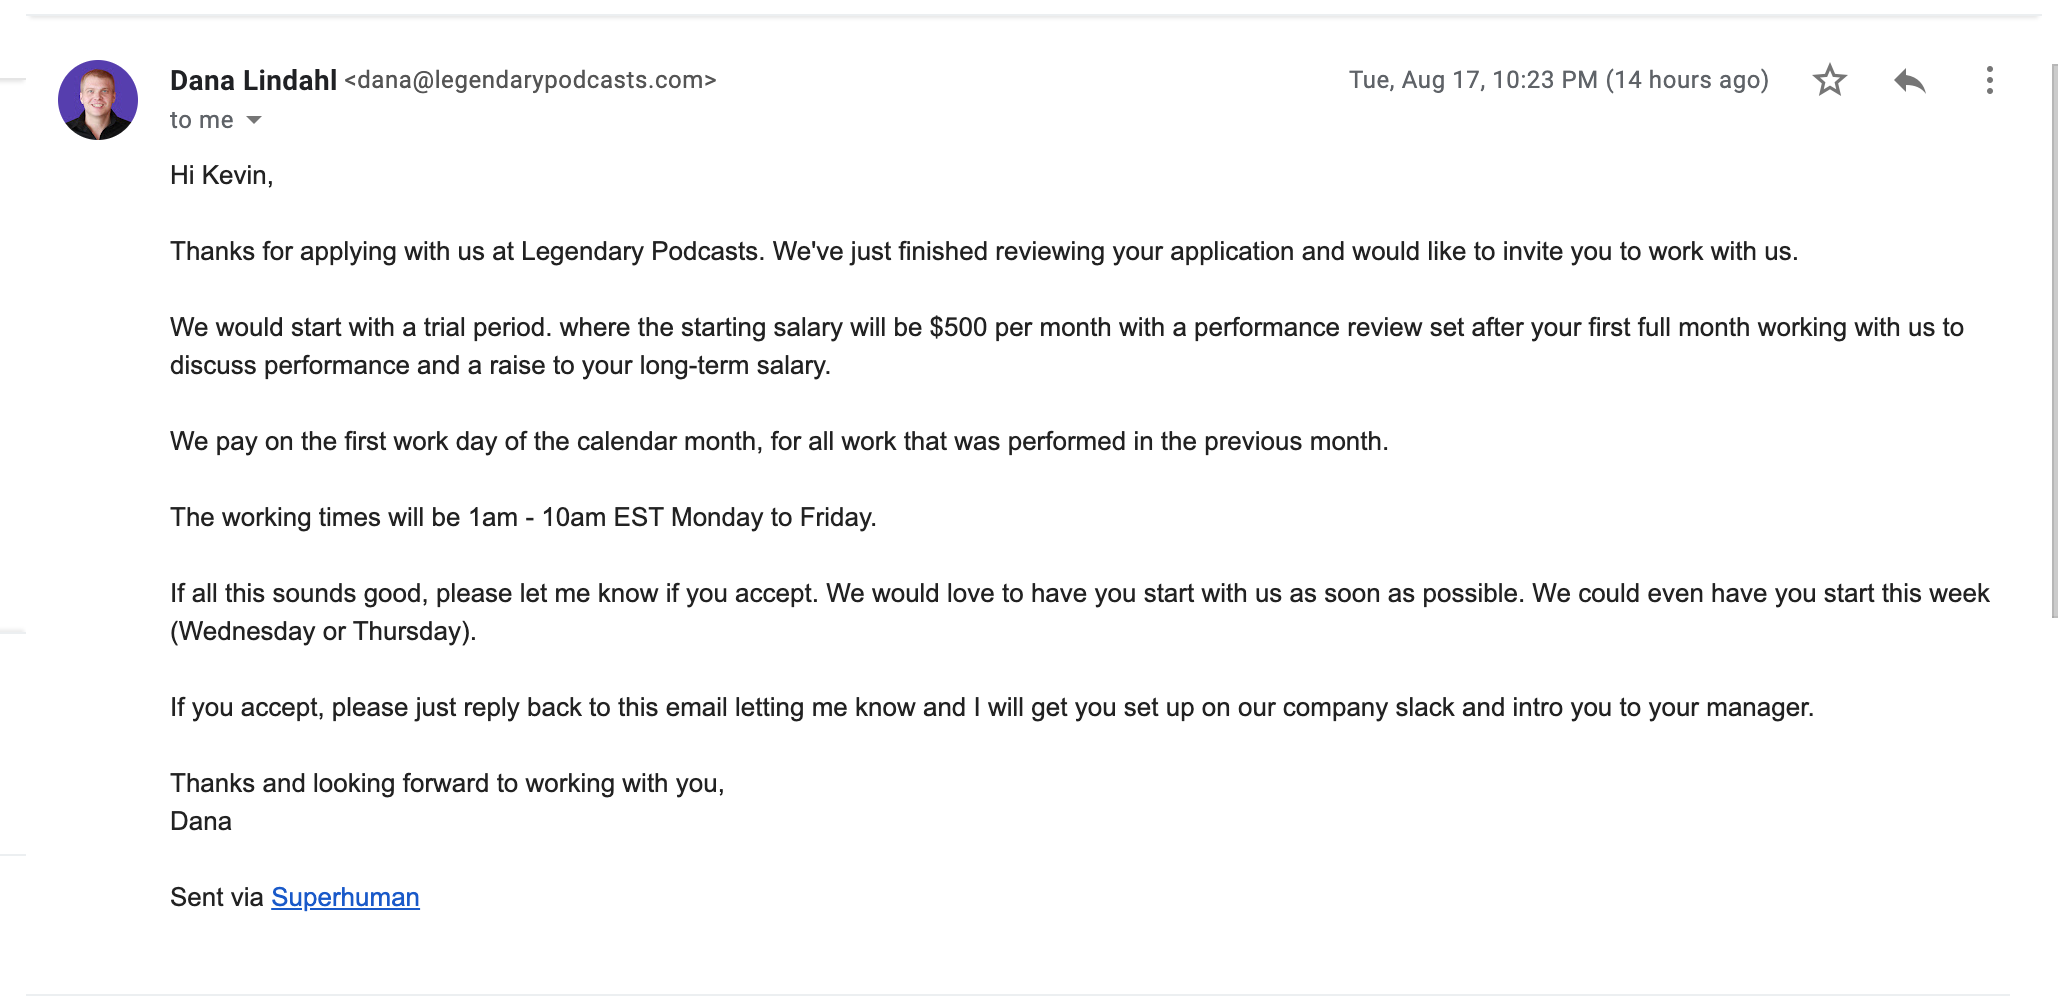 Dana Lindahl <dana@legendarypodcasts.com> Tue, Aug 17, 10:23 PM (14 hours ago)
to me
Hi Kevin,
Thanks for applying with us at Legendary Podcasts. We've just finished reviewing your application and would like to invite you to work with us.
We would start with a trial period. where the starting salary will be $500 per month with a performance review set after your first full month working with us to
discuss performance and a raise to your long-term salary.
We pay on the first work day of the calendar month, for all work that was performed in the previous month.
The working times will be 1am - 10am EST Monday to Friday.
If all this sounds good, please let me know if you accept. We would love to have you start with us as soon as possible. We could even have you start this week
(Wednesday or Thursday).
If you accept, please just reply back to this email letting me know and I will get you set up on our company slack and intro you to your manager.
Thanks and looking forward to working with you,
Dana
Sent via Superhuman